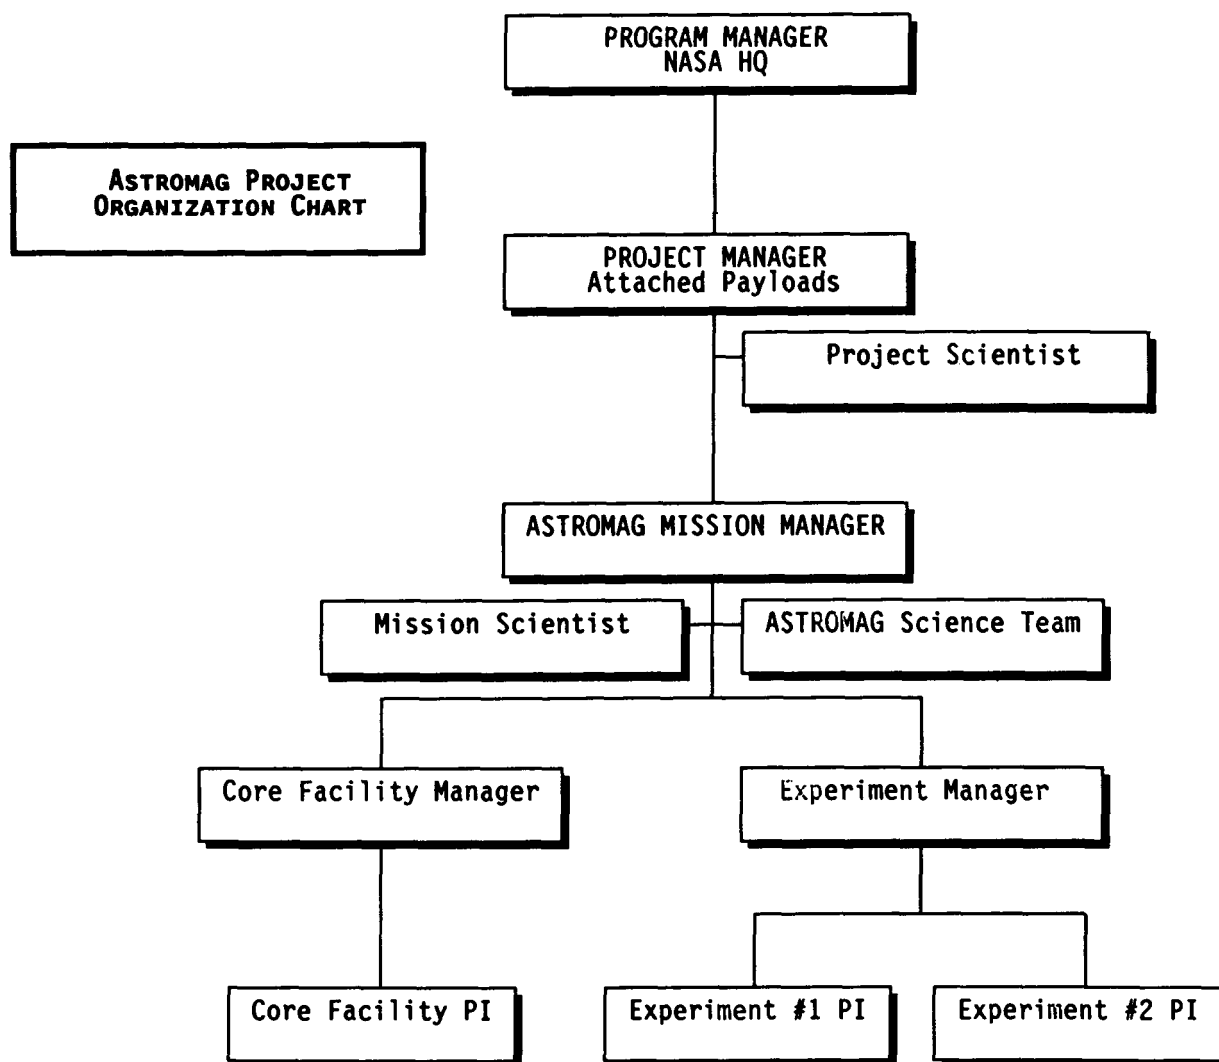 PROGRAM MANAGER
NASA HQ
ASTROMAG PROJECT
ORGANIZATION CHART
PROJECT MANAGER
Attached Payloads
Project Scientist
ASTROMAG MISSION MANAGER
Mission Scientist
ASTROMAG Science Team
Core Facility Manager
Experiment Manager
Core Facility PI
Experiment #1 PI
Experiment #2 PI